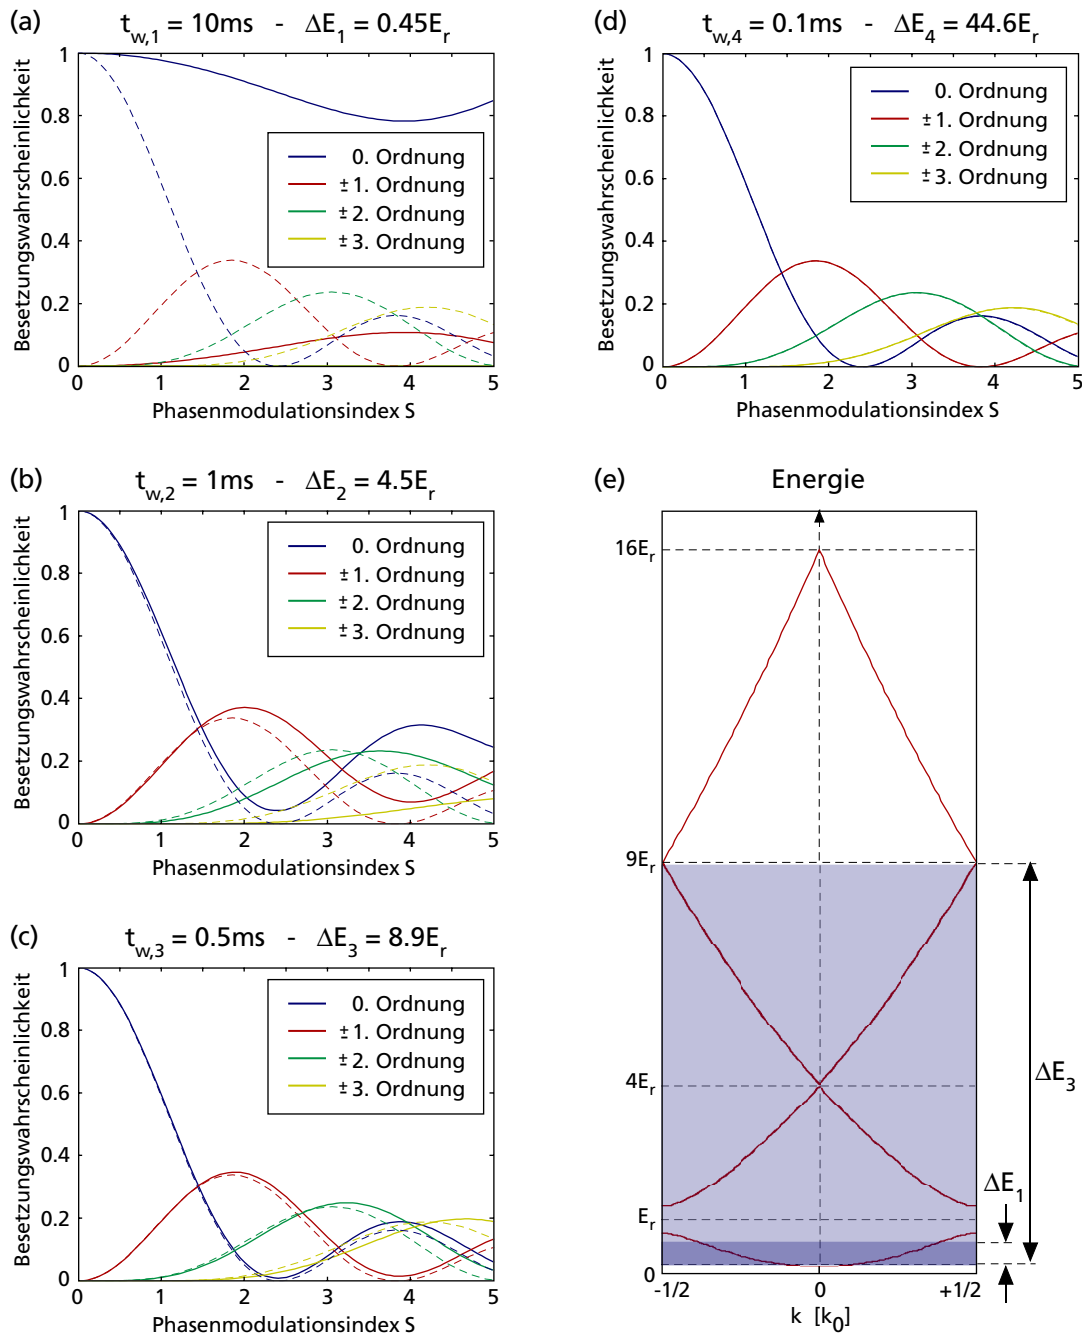 (a)
t_w,1 = 10ms - ΔE_1 = 0.45E_r
Besetzungswahrscheinlichkeit
1
0.8
0.6
0.4
0.2
0
0. Ordnung
±1. Ordnung
±2. Ordnung
±3. Ordnung
0 1 2 3 4 5
Phasenmodulationsindex S
(b)
t_w,2 = 1ms - ΔE_2 = 4.5E_r
Besetzungswahrscheinlichkeit
1
0.8
0.6
0.4
0.2
0
0. Ordnung
±1. Ordnung
±2. Ordnung
±3. Ordnung
0 1 2 3 4 5
Phasenmodulationsindex S
(c)
t_w,3 = 0.5ms - ΔE_3 = 8.9E_r
Besetzungswahrscheinlichkeit
1
0.8
0.6
0.4
0.2
0
0. Ordnung
±1. Ordnung
±2. Ordnung
±3. Ordnung
0 1 2 3 4 5
Phasenmodulationsindex S
(d)
t_w,4 = 0.1ms - ΔE_4 = 44.6E_r
Besetzungswahrscheinlichkeit
1
0.8
0.6
0.4
0.2
0
0. Ordnung
±1. Ordnung
±2. Ordnung
±3. Ordnung
0 1 2 3 4 5
Phasenmodulationsindex S
(e)
Energie
16E_r
9E_r
4E_r
E_r
0
ΔE_3
ΔE_1
-1/2 0 +1/2
k [k_0]